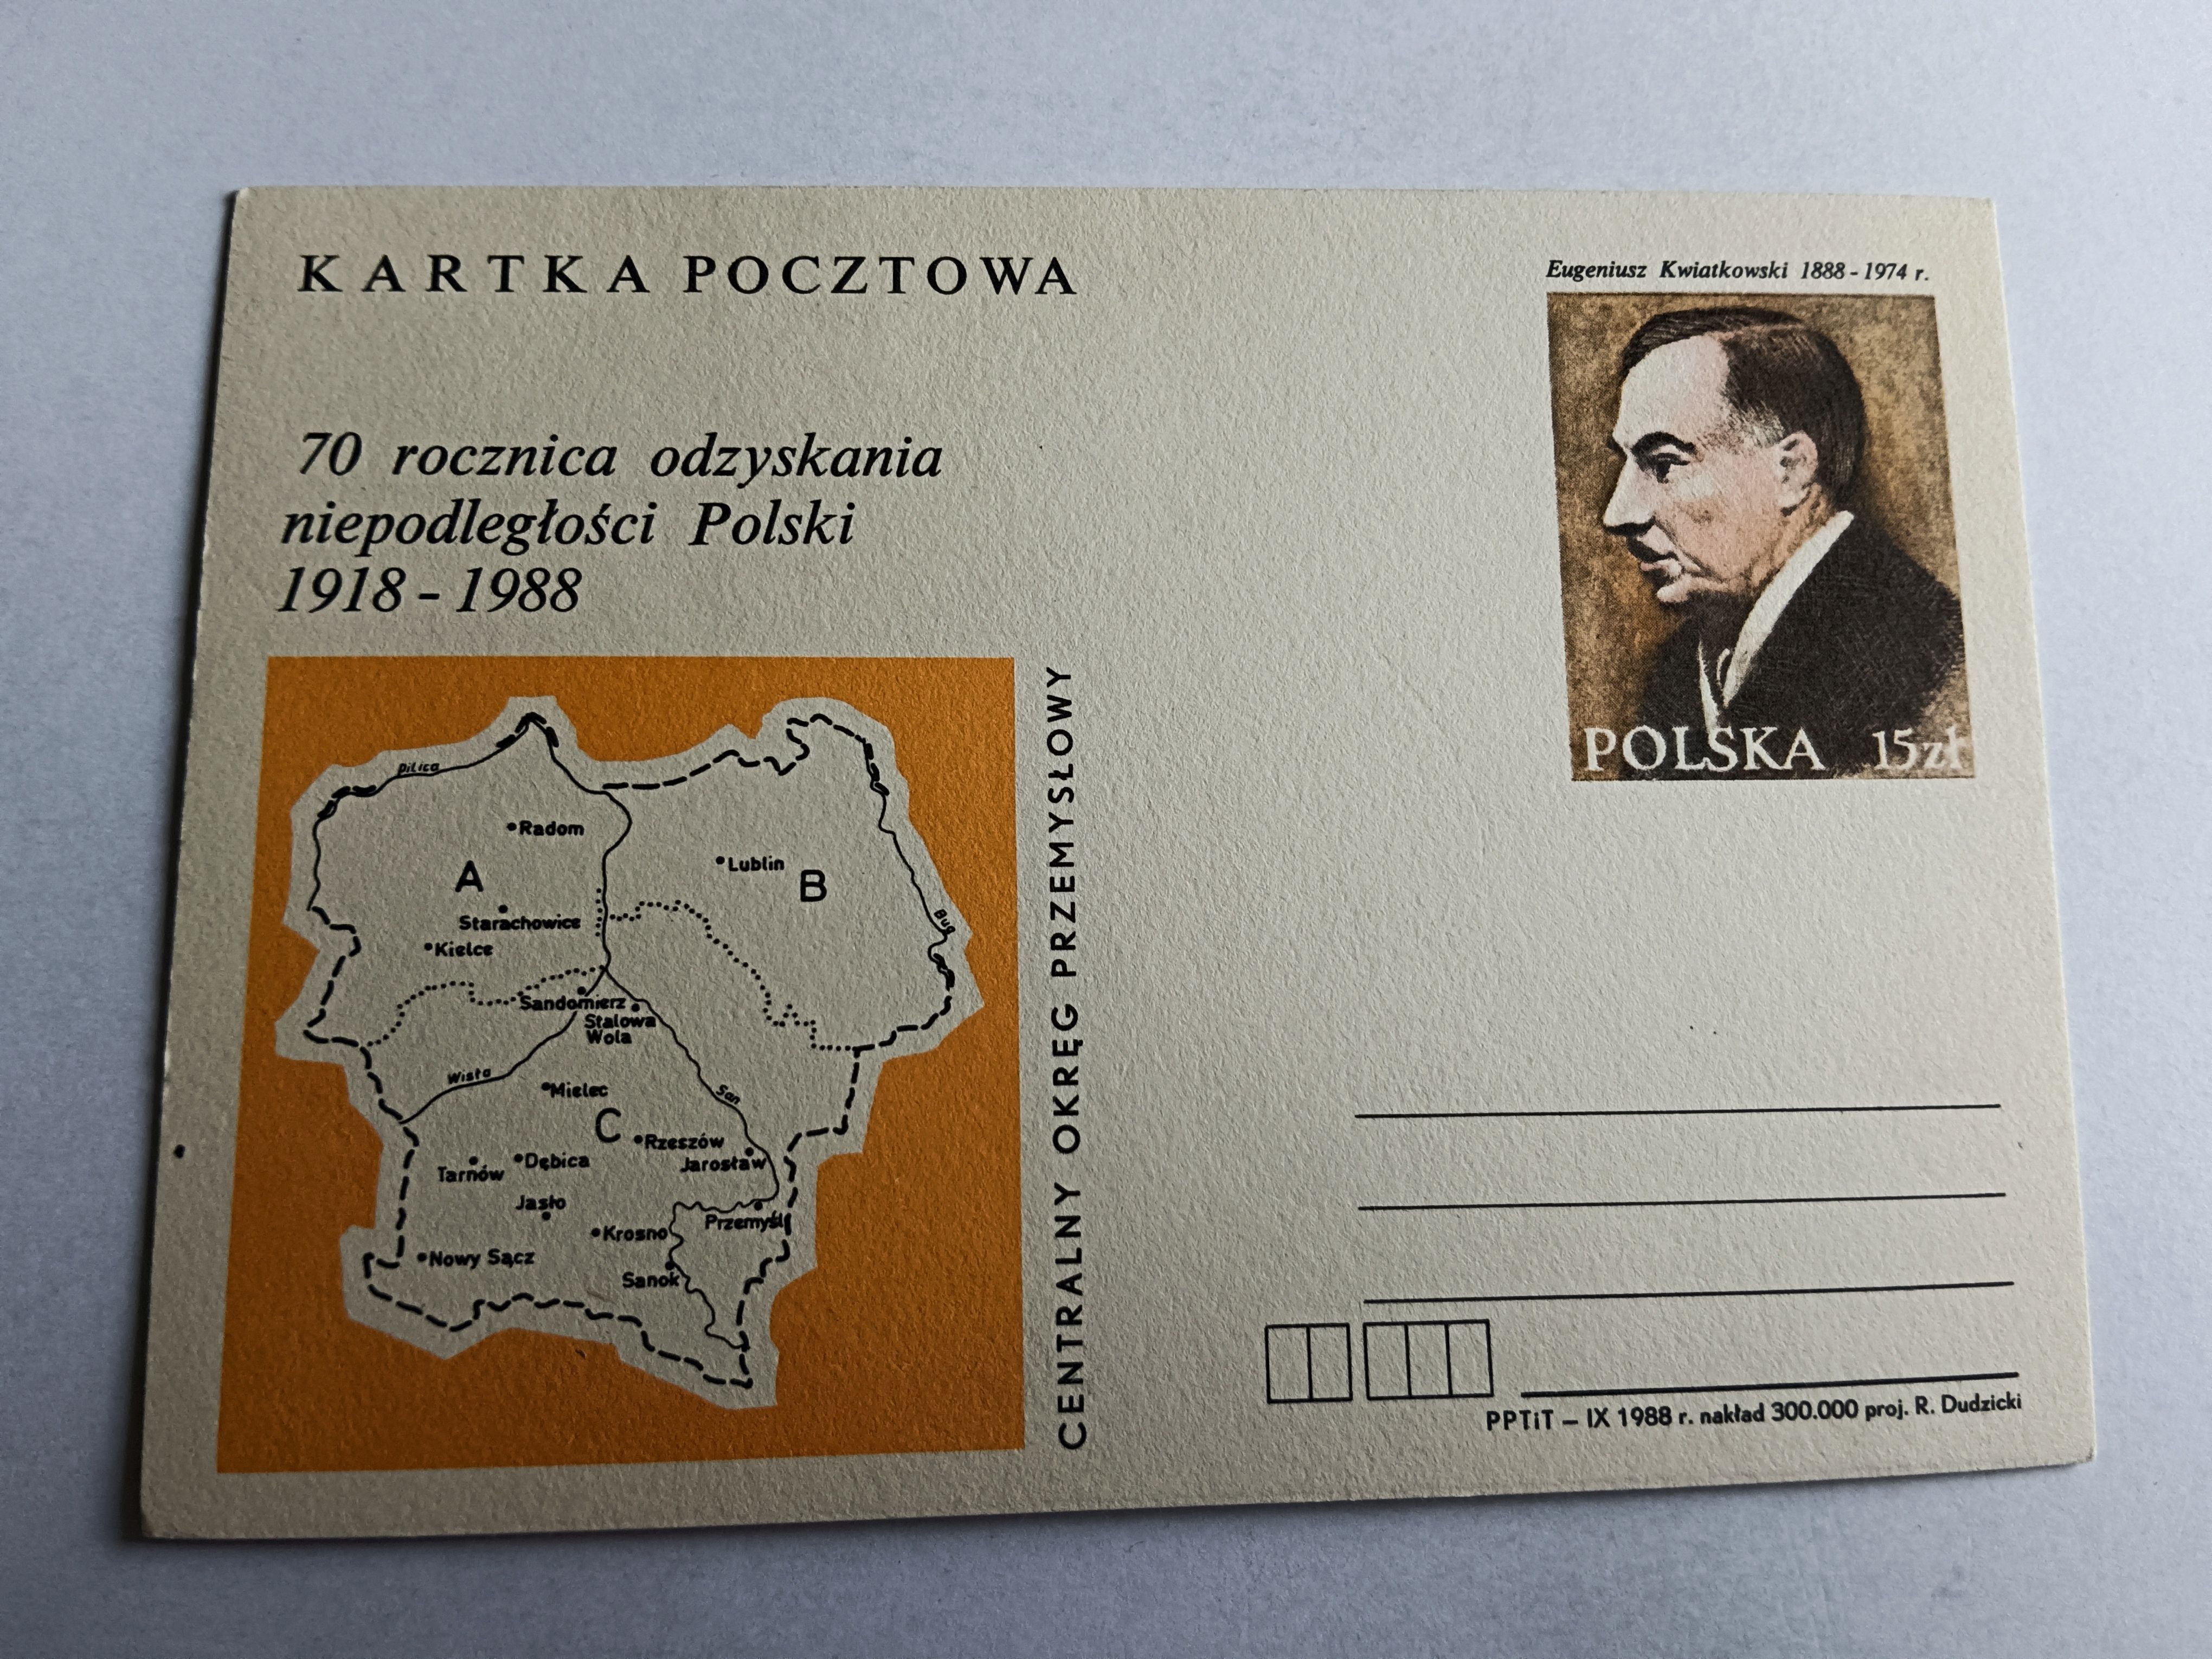 KARTKA POCZTOWA
Eugeniusz Kwiatkowski 1888-1974 r.
POLSKA 15zł
70 rocznica odzyskania
niepodległości Polski
1918-1988
Pilica
Radom
Lublin
A
B
Starachowice
Bug
Kielce
Sandomierz
Stalowa
Wola
Wisła
Mielec
San
C
Rzeszów
Jarosław
Tarnów
Dębica
Jasło
Przemyśl
Krosno
Nowy Sącz
Sanok
CENTRALNY OKRĘG PRZEMYSŁOWY
PPTiT – IX 1988 r. nakład 300.000 proj. R. Dudzicki